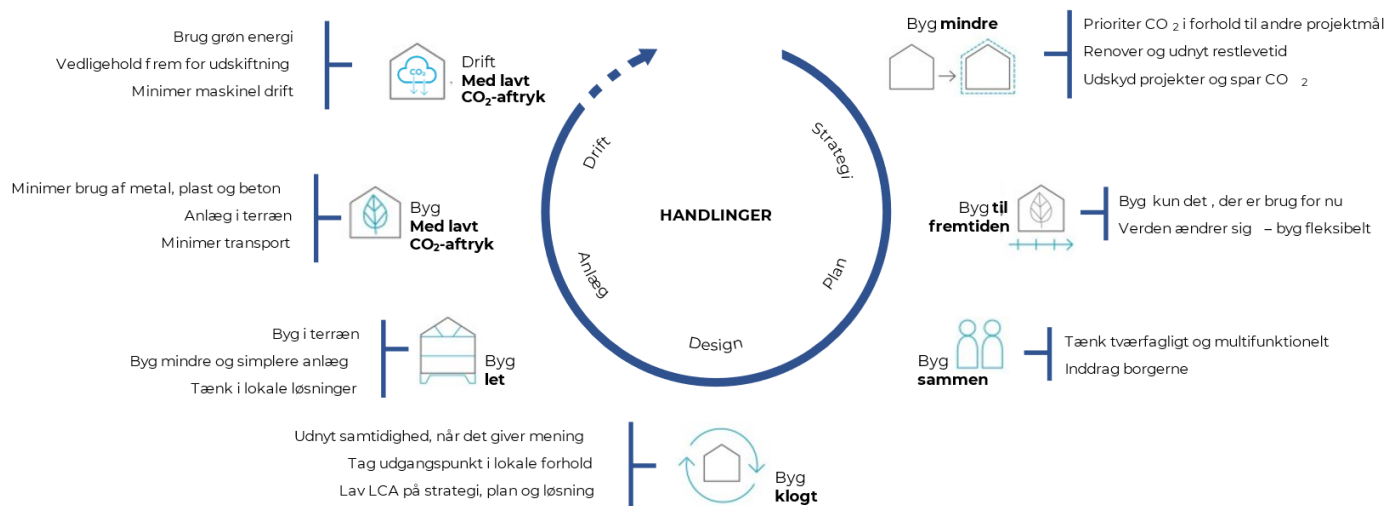 Byg mindre
Prioriter CO₂ i forhold til andre projektmål
Renover og udnyt restlevetid
Udskyd projekter og spar CO₂
Byg til
fremtiden
Byg kun det, der er brug for nu
Verden ændrer sig – byg fleksibelt
Byg
sammen
Tænk tværfagligt og multifunktionelt
Inddrag borgerne
Byg
klogt
Udnyt samtidighed, når det giver mening
Tag udgangspunkt i lokale forhold
Lav LCA på strategi, plan og løsning
Byg
let
Byg i terræn
Byg mindre og simplere anlæg
Tænk i lokale løsninger
Byg
Med lavt
CO₂-aftryk
Minimer brug af metal, plast og beton
Anlæg i terræn
Minimer transport
Drift
Med lavt
CO₂-aftryk
CO₂
Brug grøn energi
Vedligehold frem for udskiftning
Minimer maskinel drift
HANDLINGER
Strategi
Plan
Design
Anlæg
Drift